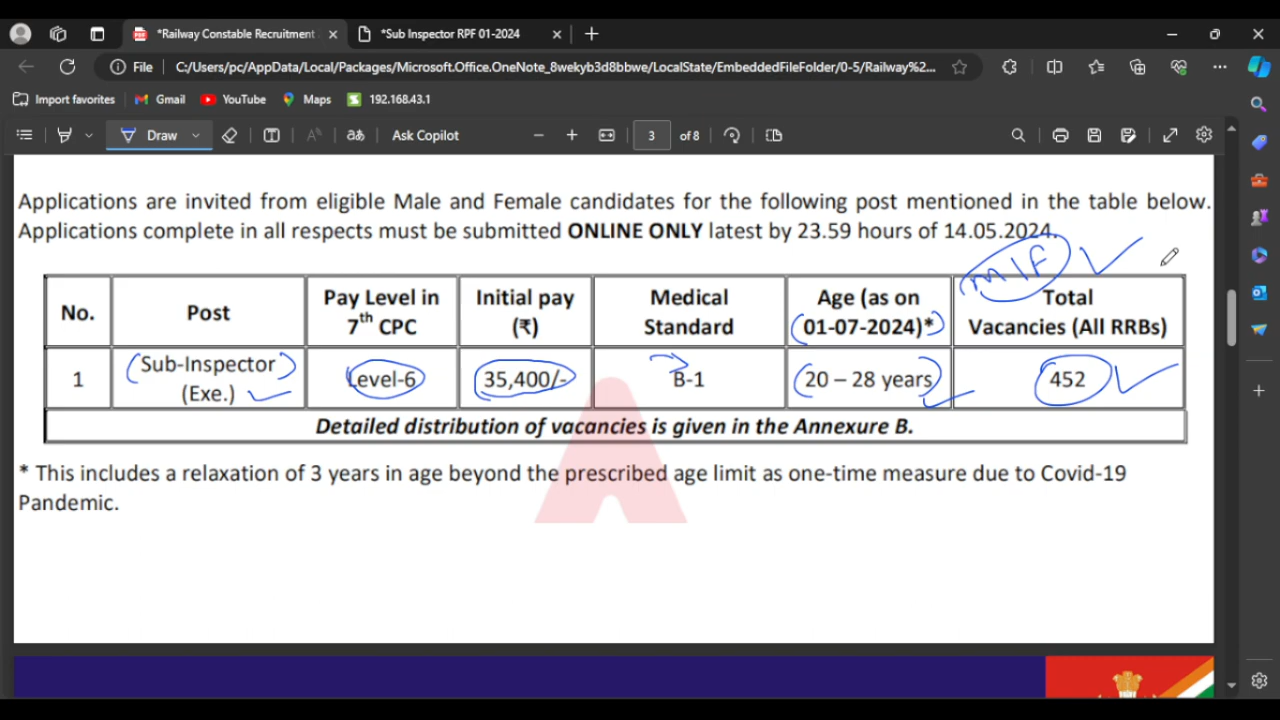 *Railway Constable Recruitment
*Sub Inspector RPF 01-2024
File
C:/Users/pc/AppData/Local/Packages/Microsoft.Office.OneNote_8wekyb3d8bbwe/LocalState/EmbeddedFileFolder/0-5/Railway%2...
Import favorites
Gmail
YouTube
Maps
192.168.43.1
Draw
Ask Copilot
3
of 8
Applications are invited from eligible Male and Female candidates for the following post mentioned in the table below.
Applications complete in all respects must be submitted ONLINE ONLY latest by 23.59 hours of 14.05.2024.
M/F
No.
Post
Pay Level in
7th CPC
Initial pay
(₹)
Medical
Standard
Age (as on
01-07-2024)*
Total
Vacancies (All RRBs)
1
Sub-Inspector
(Exe.)
Level-6
35,400/-
B-1
20 – 28 years
452
Detailed distribution of vacancies is given in the Annexure B.
* This includes a relaxation of 3 years in age beyond the prescribed age limit as one-time measure due to Covid-19
Pandemic.